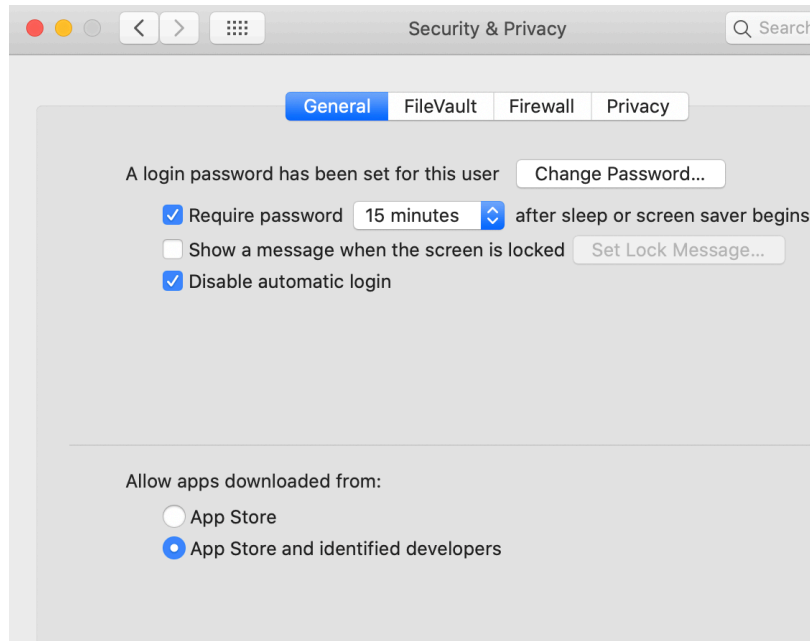 Security & Privacy
Search
General FileVault Firewall Privacy
A login password has been set for this user Change Password...
Require password 15 minutes after sleep or screen saver begins
Show a message when the screen is locked Set Lock Message...
Disable automatic login
Allow apps downloaded from:
App Store
App Store and identified developers